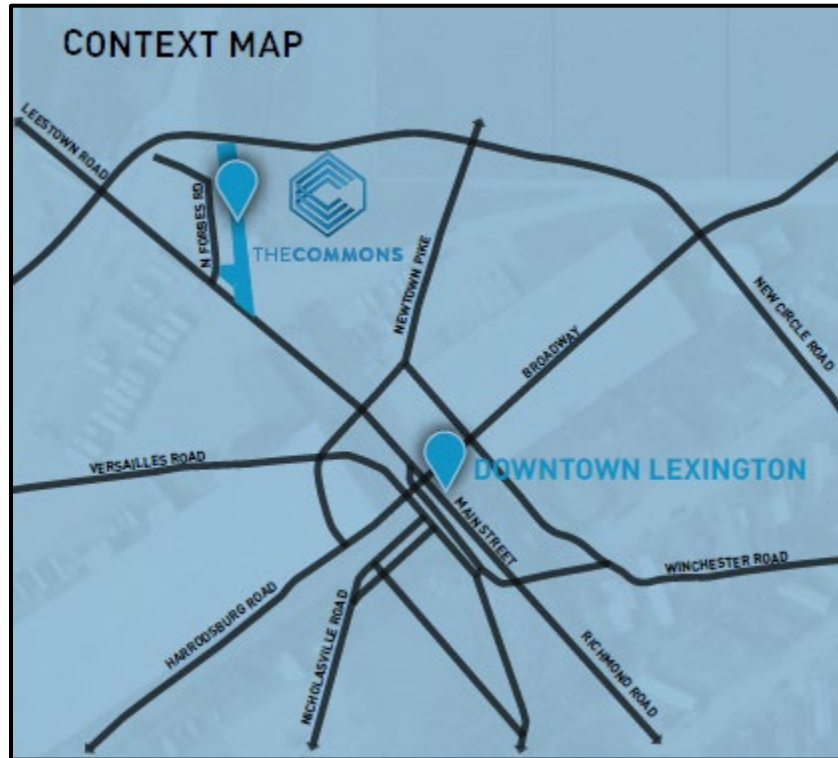 CONTEXT MAP
LEESTOWN ROAD
N FORBES RD
THECOMMONS
NEWTOWN PIKE
BROADWAY
NEW CIRCLE ROAD
VERSAILLES ROAD
DOWNTOWN LEXINGTON
MAIN STREET
WINCHESTER ROAD
HARRODSBURG ROAD
NICHOLASVILLE ROAD
RICHMOND ROAD